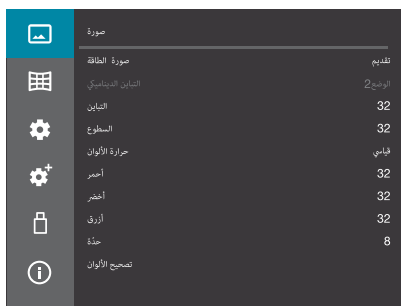 صورة
صورة الطاقة تقديم
التباين الديناميكي الوضع2
التباين 32
السطوع 32
حرارة الألوان قياسي
أحمر 32
أخضر 32
أزرق 32
حدّة 8
تصحيح الألوان